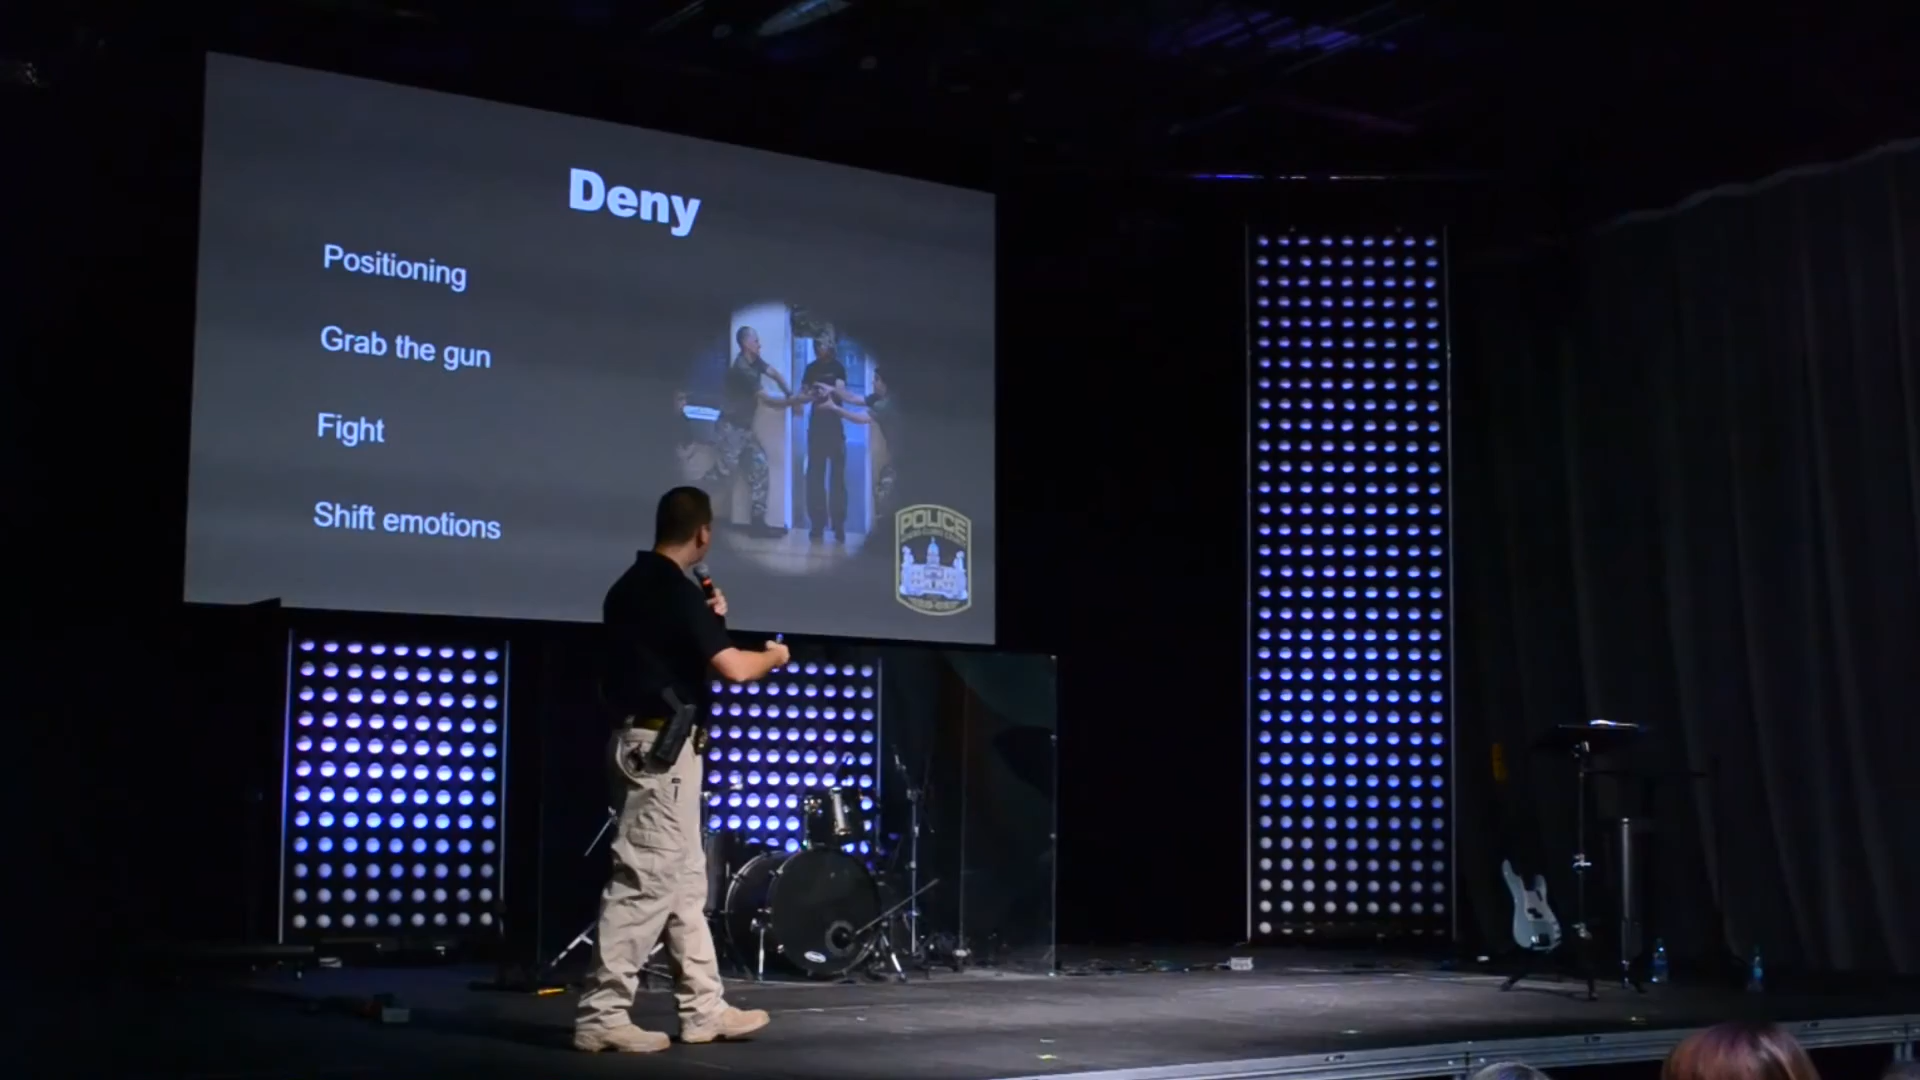 Deny
Positioning
Grab the gun
Fight
Shift emotions
POLICE